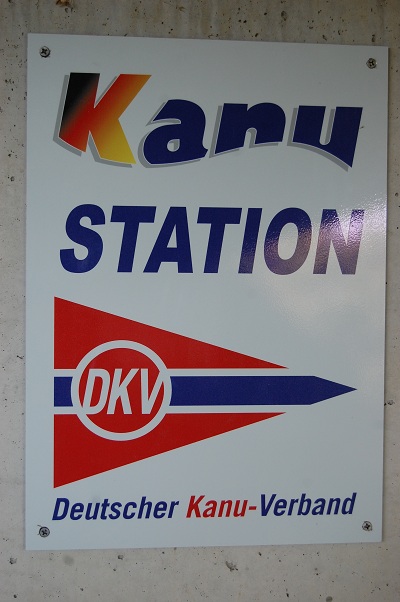 Kanu
STATION
DKV
Deutscher Kanu-Verband